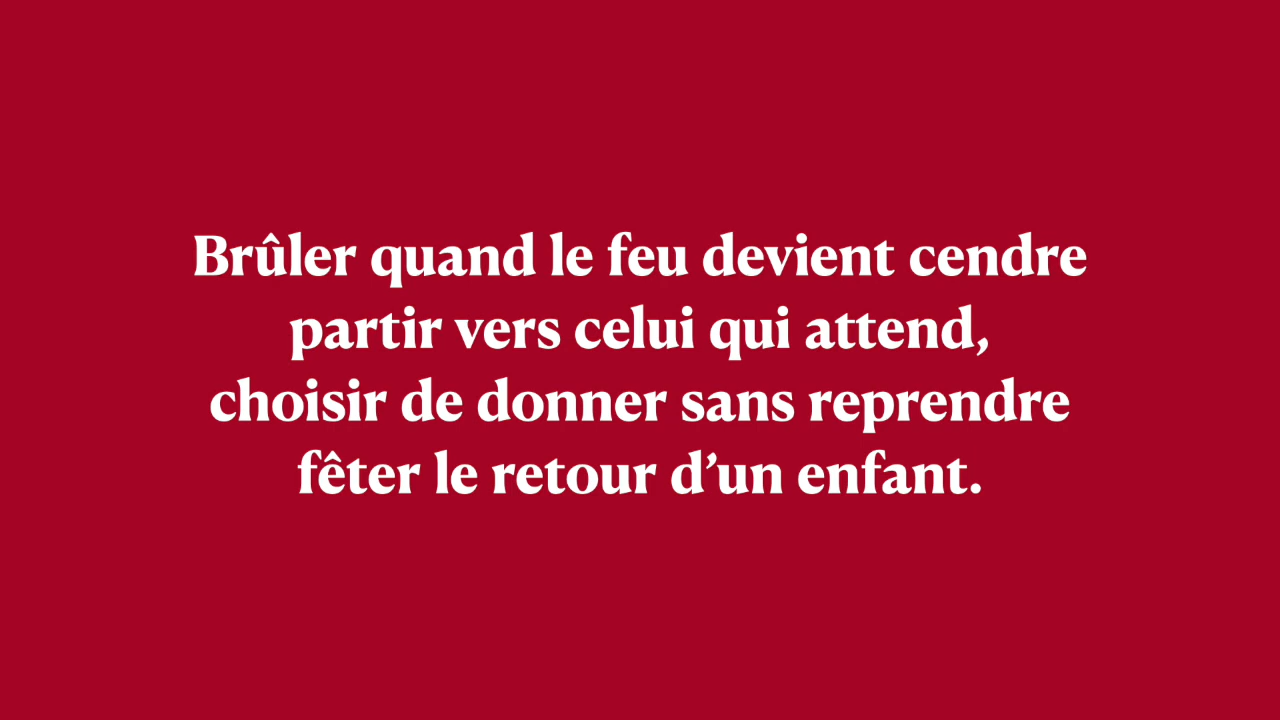 Brûler quand le feu devient cendre
partir vers celui qui attend,
choisir de donner sans reprendre
fêter le retour d’un enfant.